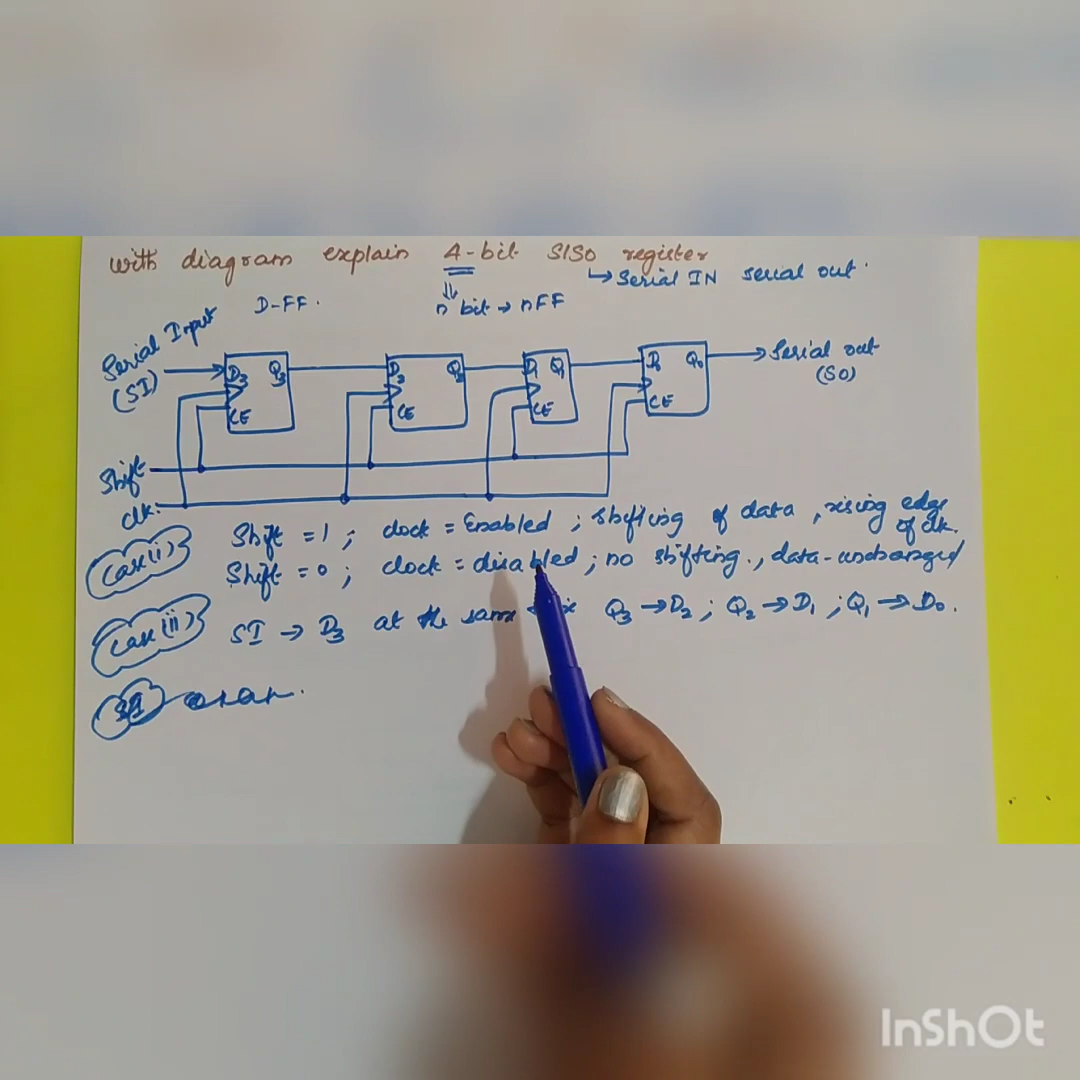 with diagram explain 4-bit SISO register
↳ Serial IN serial out.
D-FF.
n bit → nFF
Serial Input
(SI)
D3 Q3
CE
D3 Q2
CE
D1 Q1
CE
D0 Q0
CE
Serial out
(SO)
Shift
clk:
Case(i) Shift = 1; clock = Enabled; shifting of data, rising edge of clk.
Shift = 0; clock = disabled; no shifting., data-unchanged
Case(ii) SI → D3 at the same Q3 → D2; Q2 → D1; Q1 → D0.
InShOt